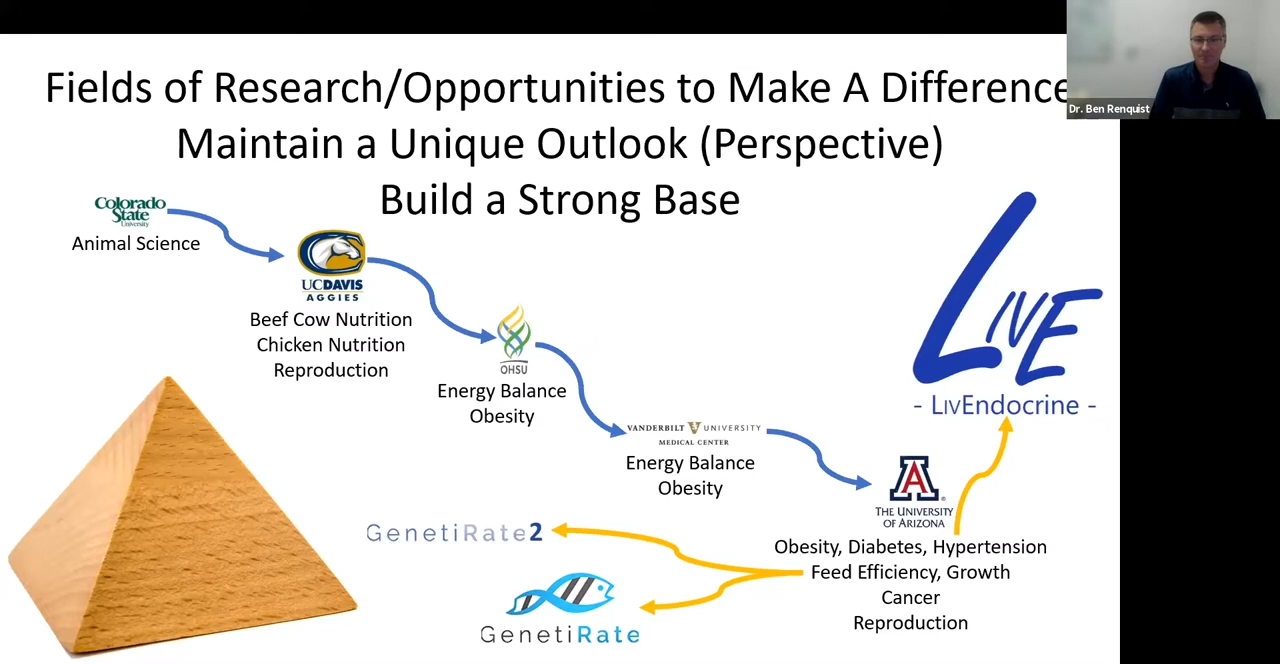 Fields of Research/Opportunities to Make A Difference
Maintain a Unique Outlook (Perspective)
Build a Strong Base
Dr. Ben Renquist
Colorado
State
University
Animal Science
UCDAVIS
AGGIES
Beef Cow Nutrition
Chicken Nutrition
Reproduction
OHSU
Energy Balance
Obesity
VANDERBILT V UNIVERSITY
MEDICAL CENTER
Energy Balance
Obesity
A
THE UNIVERSITY
OF ARIZONA
Obesity, Diabetes, Hypertension
Feed Efficiency, Growth
Cancer
Reproduction
LIVE
- LIVEndocrine -
GenetiRate2
GenetiRate